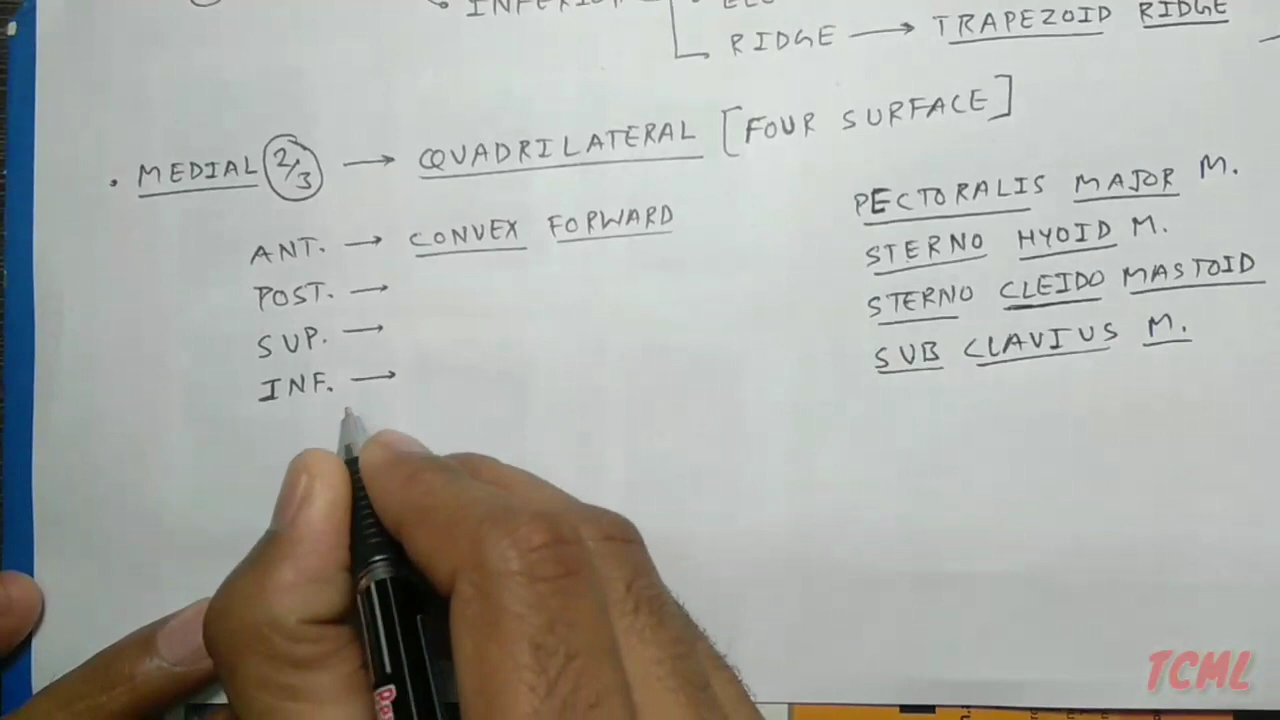 INFERIOR
RIDGE → TRAPEZOID RIDGE
. MEDIAL 2/3 → QUADRILATERAL [FOUR SURFACE]
ANT. → CONVEX FORWARD
POST. →
SUP. →
INF. →
PECTORALIS MAJOR M.
STERNO HYOID M.
STERNO CLEIDO MASTOID
SUB CLAVIUS M.
TCML